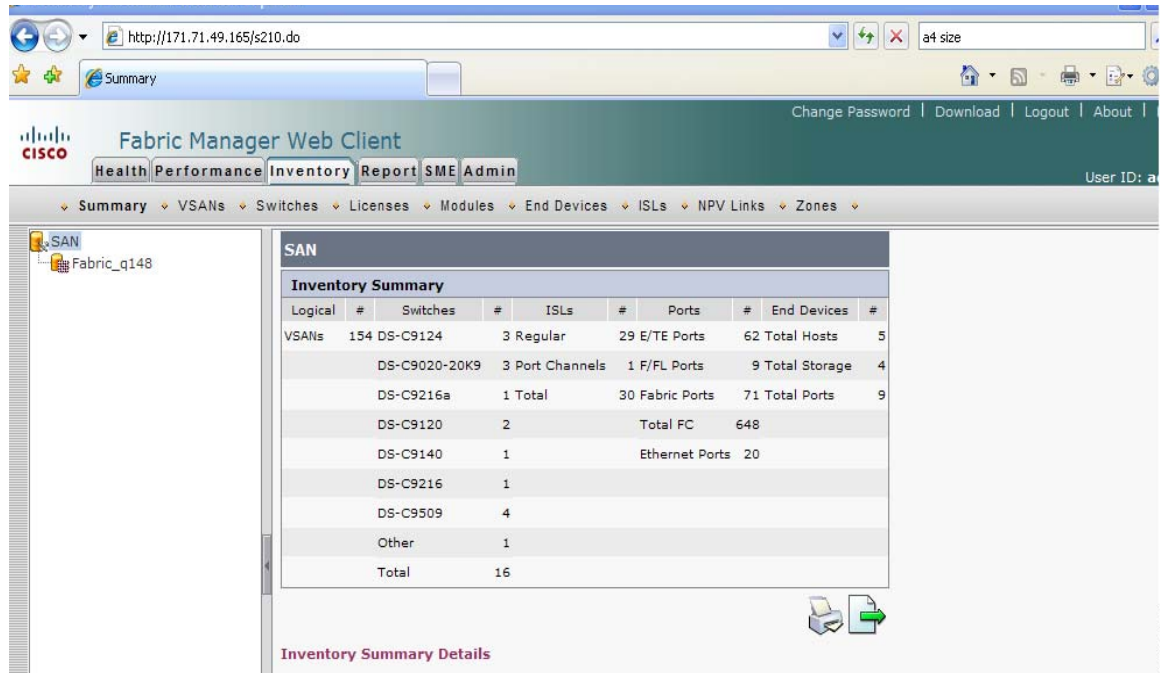 http://171.71.49.165/s210.do a4 size
Summary
Change Password | Download | Logout | About |
CISCO Fabric Manager Web Client
Health Performance Inventory Report SME Admin
User ID:
Summary VSANs Switches Licenses Modules End Devices ISLs NPV Links Zones
SAN
Fabric_q148
SAN
Inventory Summary
Logical # Switches # ISLs # Ports # End Devices #
VSANs 154 DS-C9124 3 Regular 29 E/TE Ports 62 Total Hosts 5
DS-C9020-20K9 3 Port Channels 1 F/FL Ports 9 Total Storage 4
DS-C9216a 1 Total 30 Fabric Ports 71 Total Ports 9
DS-C9120 2 Total FC 648
DS-C9140 1 Ethernet Ports 20
DS-C9216 1
DS-C9509 4
Other 1
Total 16
Inventory Summary Details